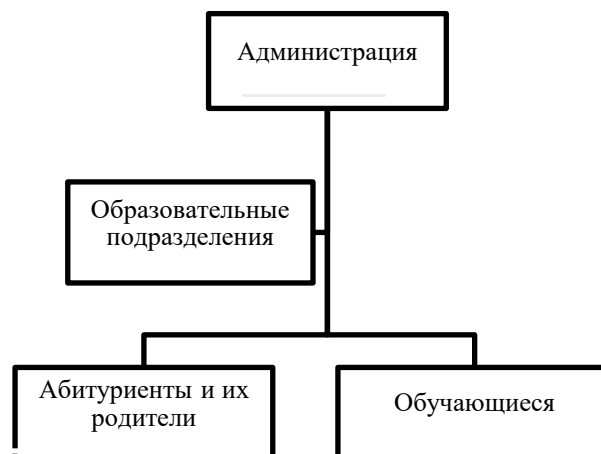 Администрация
Образовательные
подразделения
Абитуриенты и их
родители
Обучающиеся